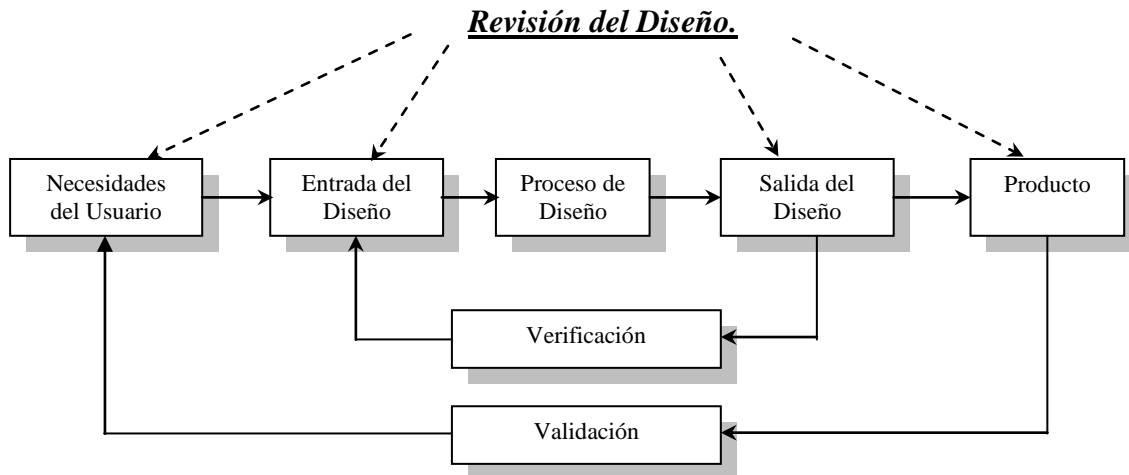 Revisión del Diseño.
Necesidades
del Usuario
Entrada del
Diseño
Proceso de
Diseño
Salida del
Diseño
Producto
Verificación
Validación